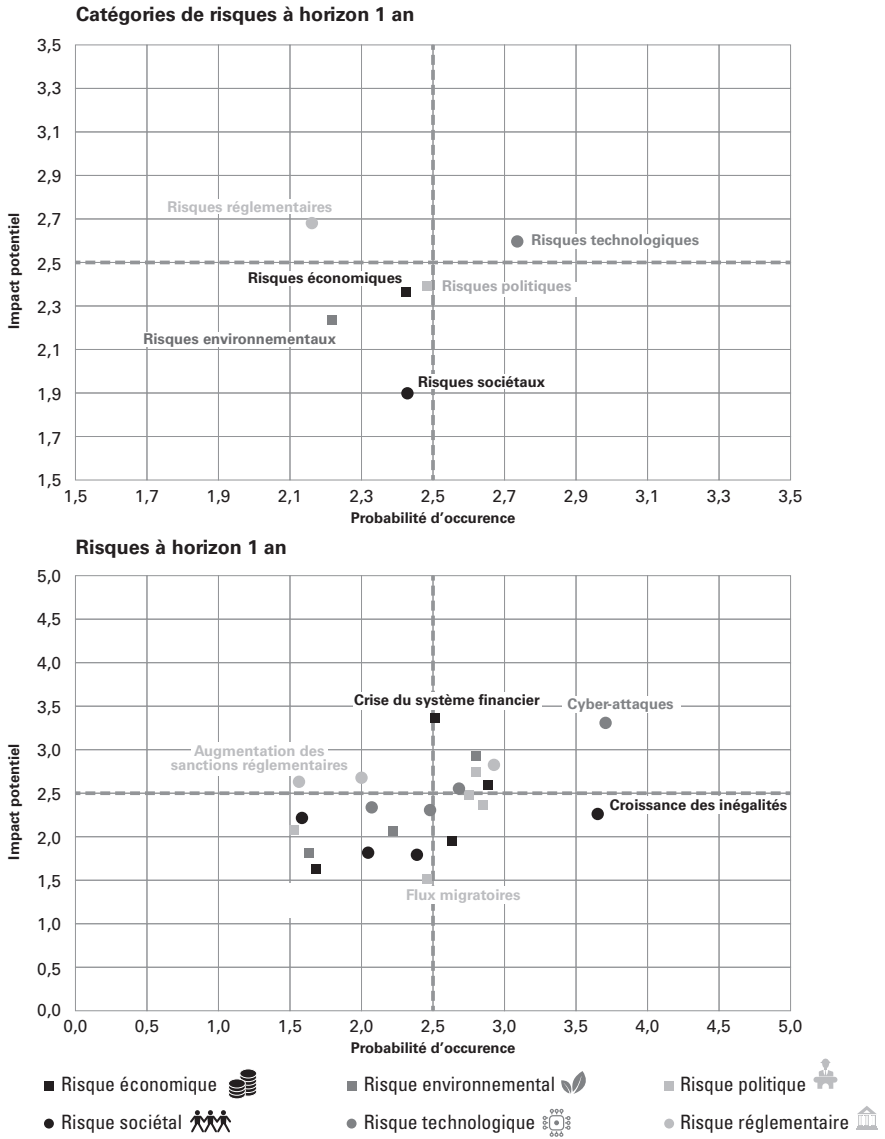 Catégories de risques à horizon 1 an
3,5
3,3
3,1
2,9
2,7
2,5
2,3
2,1
1,9
1,7
1,5
Impact potentiel
Risques réglementaires
Risques technologiques
Risques économiques
Risques politiques
Risques environnementaux
Risques sociétaux
1,5 1,7 1,9 2,1 2,3 2,5 2,7 2,9 3,1 3,3 3,5
Probabilité d'occurence
Risques à horizon 1 an
5,0
4,5
4,0
3,5
3,0
2,5
2,0
1,5
1,0
0,5
0,0
Impact potentiel
Crise du système financier
Cyber-attaques
Augmentation des
sanctions réglementaires
Croissance des inégalités
Flux migratoires
0,0 0,5 1,0 1,5 2,0 2,5 3,0 3,5 4,0 4,5 5,0
Probabilité d'occurence
Risque économique Risque environnemental Risque politique
Risque sociétal Risque technologique Risque réglementaire